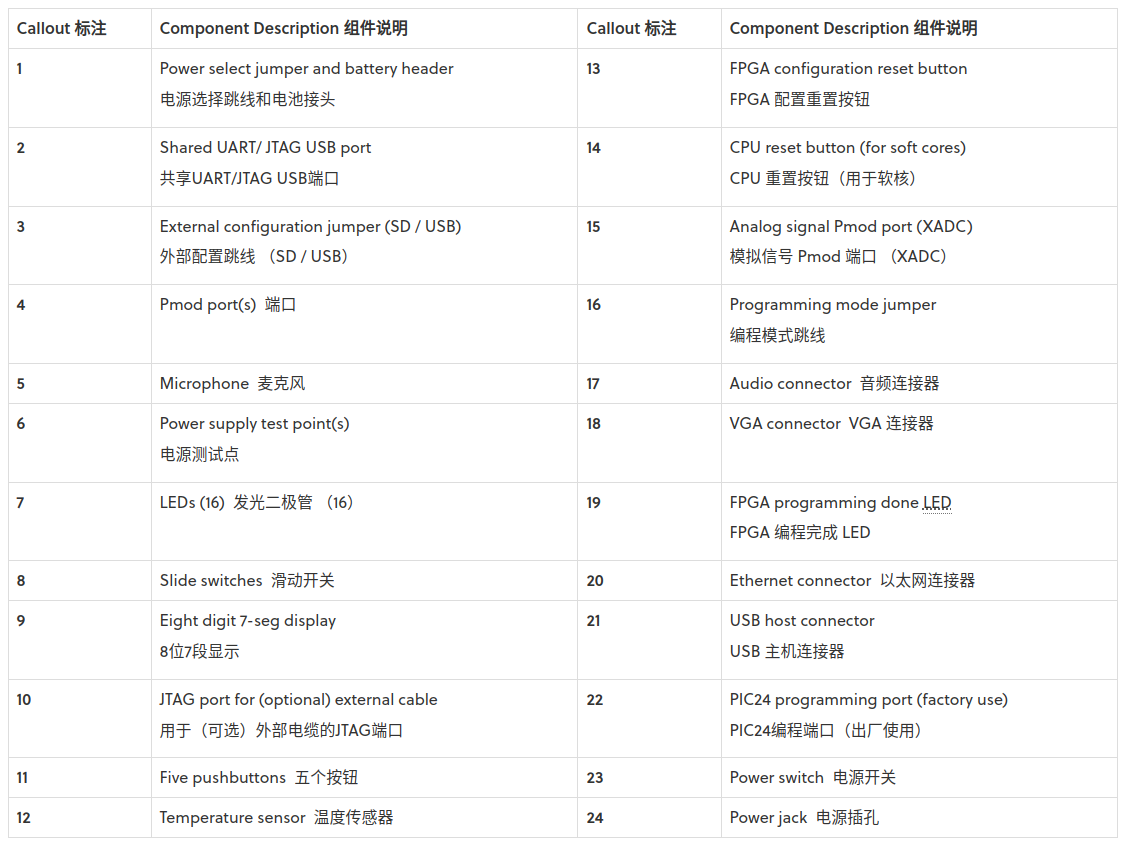 Callout 标注 Component Description 组件说明 Callout 标注 Component Description 组件说明
1 Power select jumper and battery header 13 FPGA configuration reset button
电源选择跳线和电池接头 FPGA 配置重置按钮
2 Shared UART/ JTAG USB port 14 CPU reset button (for soft cores)
共享UART/JTAG USB端口 CPU 重置按钮（用于软核）
3 External configuration jumper (SD / USB) 15 Analog signal Pmod port (XADC)
外部配置跳线 （SD / USB） 模拟信号 Pmod 端口 （XADC）
4 Pmod port(s) 端口 16 Programming mode jumper
编程模式跳线
5 Microphone 麦克风 17 Audio connector 音频连接器
6 Power supply test point(s) 18 VGA connector VGA 连接器
电源测试点
7 LEDs (16) 发光二极管 （16） 19 FPGA programming done LED
FPGA 编程完成 LED
8 Slide switches 滑动开关 20 Ethernet connector 以太网连接器
9 Eight digit 7-seg display 21 USB host connector
8位7段显示 USB 主机连接器
10 JTAG port for (optional) external cable 22 PIC24 programming port (factory use)
用于（可选）外部电缆的JTAG端口 PIC24编程端口（出厂使用）
11 Five pushbuttons 五个按钮 23 Power switch 电源开关
12 Temperature sensor 温度传感器 24 Power jack 电源插孔